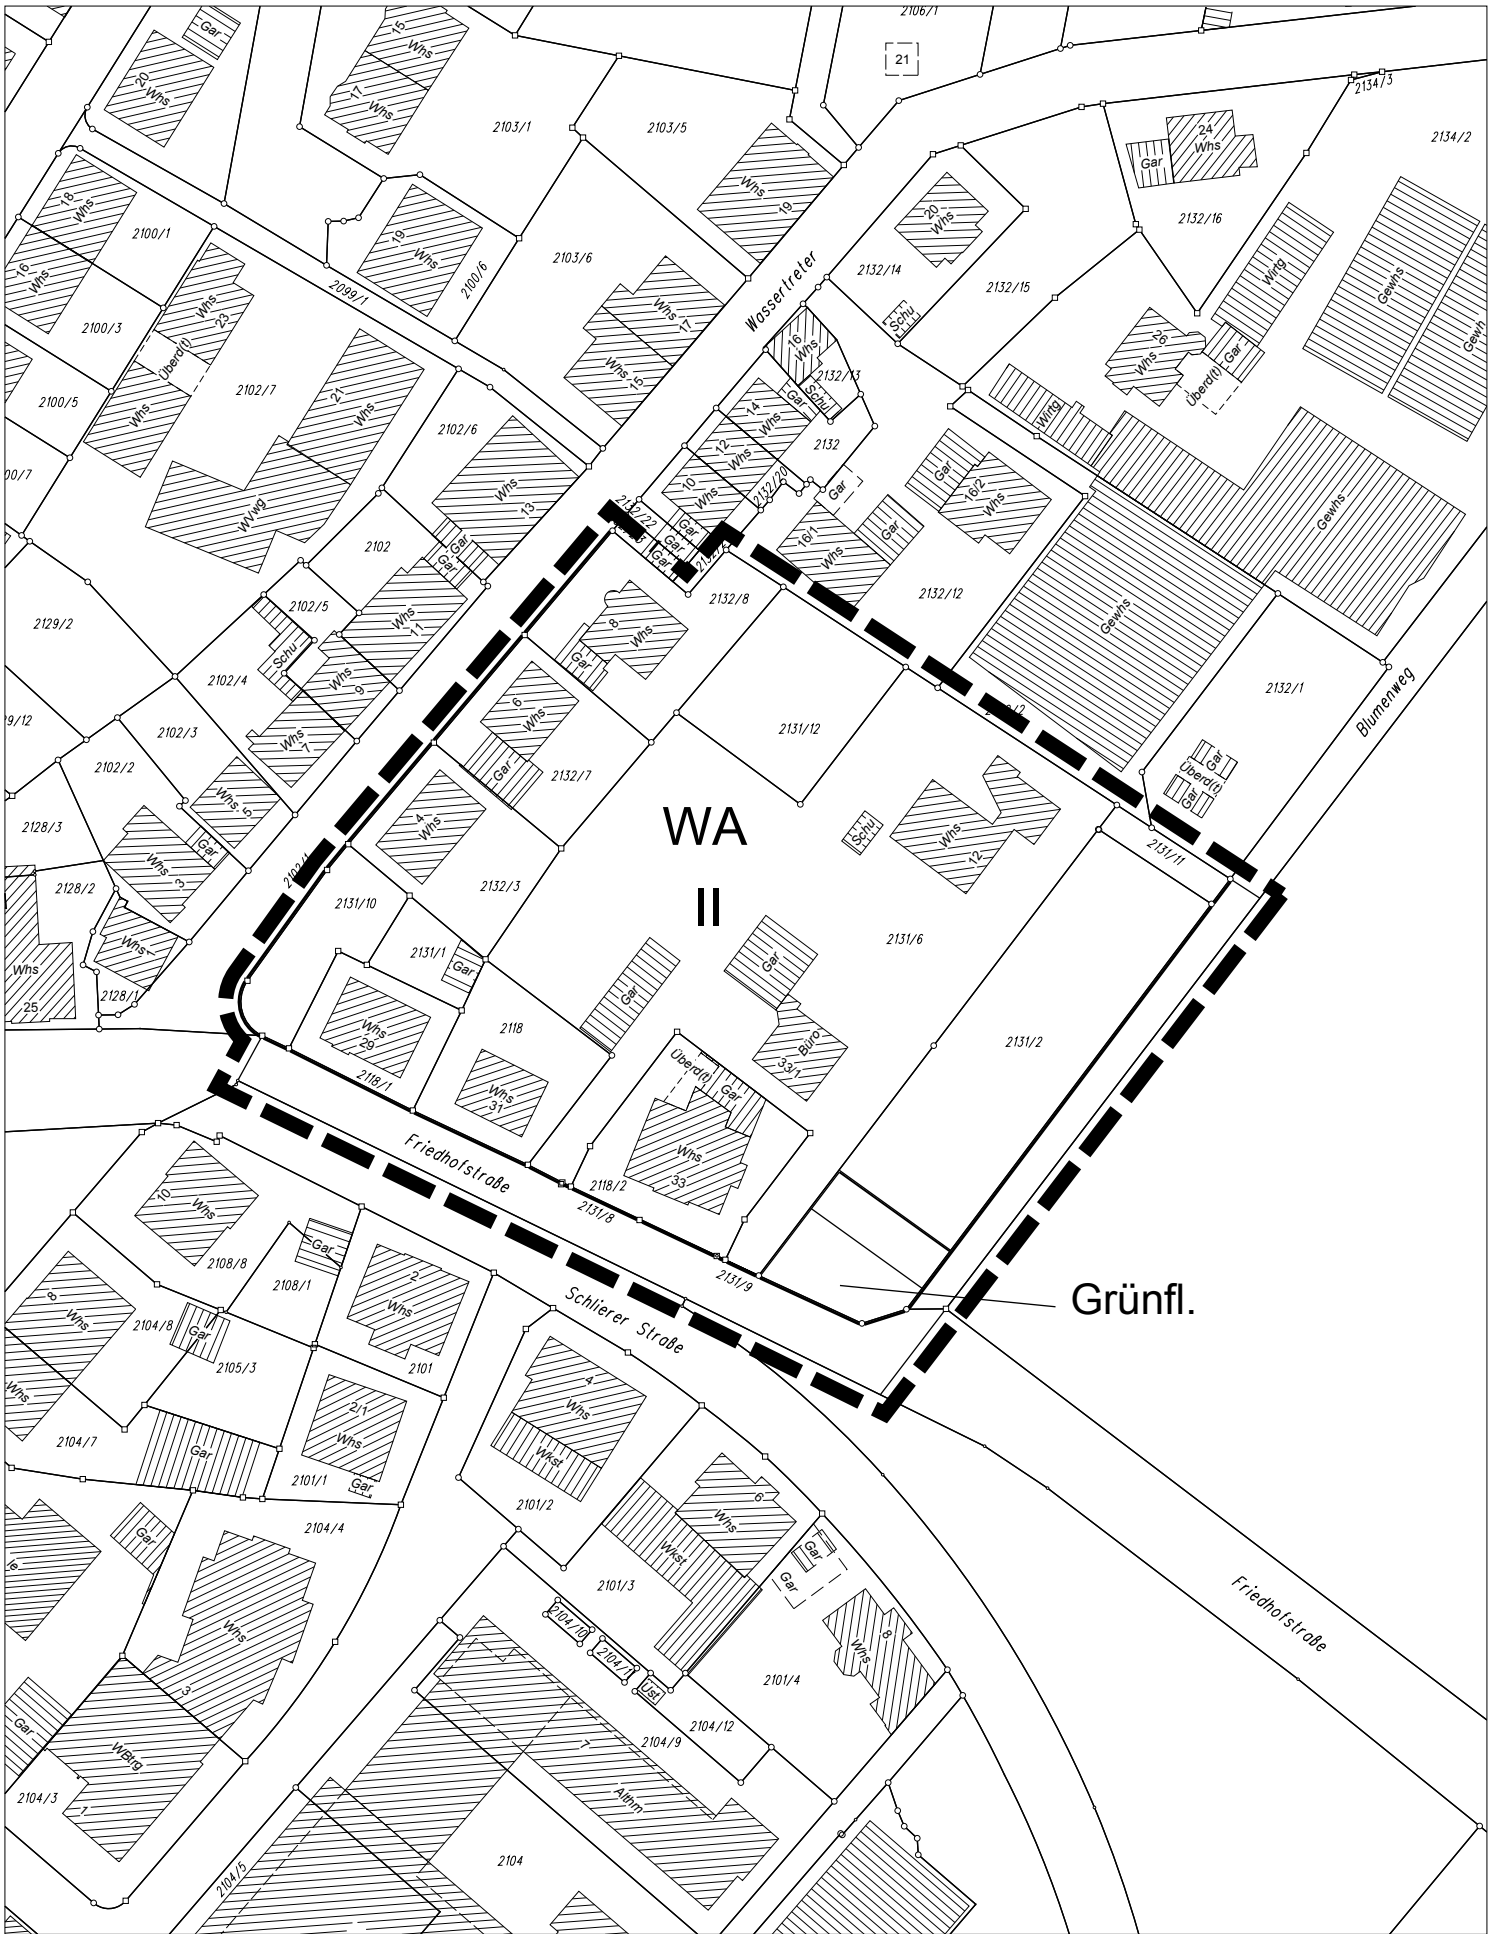 15
Whs
17
Whs
Gar
20
Whs
2106/1
21
2134/3
2134/2
2103/1
2103/5
24
Whs
Gar
2132/16
18
Whs
16
Whs
2100/1
2100/3
2100/5
2099/1
19
Whs
2100/6
2103/6
Whs
19
Wassertreter
20
Whs
2132/14
2132/15
Schu
Wirtg
Gewhs
Gewh
Whs
23
Überd(t)
Whs
2102/7
21
Whs
WVwg
2102/6
Whs
17
Whs
15
16
Whs
2132/13
Schu
Gar
14
Whs
12
Whs
10
Whs
2132
2132/20
2132/22
Gar
Gar
Gar
26
Whs
Gar
Überd(t)
Wirtg
Gewhs
00/7
Whs
13
Gar
Gar
2102
2102/5
Whs
11
Gar
16/2
Whs
Gar
Gar
16/1
Whs
2132/12
Gewhs
2132/8
8
Whs
Gar
2129/2
Schu
2102/4
Whs
9
Whs
7
2102/3
2102/2
9/12
2128/3
Whs
5
Gar
Whs
3
2128/2
Whs
1
2128/1
Whs
25
6
Whs
Gar
2132/7
2131/12
2132/1
Blumenweg
Gar
Überd(t)
Gar
WA
II
4
Whs
2132/3
2102/1
2131/10
2131/1
Gar
Schu
Whs
12
2131/11
2131/6
Gar
Gar
Büro
33/1
2131/2
Whs
29
2118
Whs
31
2118/1
Überd(t)
Gar
Whs
33
2118/2
2131/8
2131/9
Friedhofstraße
Grünfl.
10
Whs
2108/8
Gar
2108/1
2
Whs
2101
Schlierer Straße
8
Whs
2104/8
Gar
2105/3
Whs
2104/7
Gar
2/1
Whs
Gar
2101/1
4
Whs
Wkst
2101/2
2104/4
Gar
le
Whs
3
6
Whs
Wkst
2101/3
Gar
Gar
8
Whs
Friedhofstraße
2104/10
2104/1
Ust
2101/4
2104/12
2104/9
Gar
WBtrg
1
2104/3
7
Althm
2104/5
2104